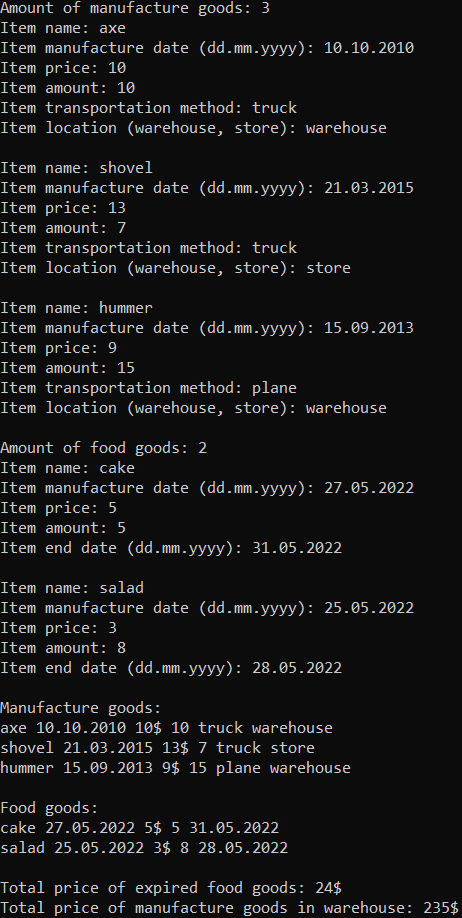 Amount of manufacture goods: 3
Item name: axe
Item manufacture date (dd.mm.yyyy): 10.10.2010
Item price: 10
Item amount: 10
Item transportation method: truck
Item location (warehouse, store): warehouse

Item name: shovel
Item manufacture date (dd.mm.yyyy): 21.03.2015
Item price: 13
Item amount: 7
Item transportation method: truck
Item location (warehouse, store): store

Item name: hummer
Item manufacture date (dd.mm.yyyy): 15.09.2013
Item price: 9
Item amount: 15
Item transportation method: plane
Item location (warehouse, store): warehouse

Amount of food goods: 2
Item name: cake
Item manufacture date (dd.mm.yyyy): 27.05.2022
Item price: 5
Item amount: 5
Item end date (dd.mm.yyyy): 31.05.2022

Item name: salad
Item manufacture date (dd.mm.yyyy): 25.05.2022
Item price: 3
Item amount: 8
Item end date (dd.mm.yyyy): 28.05.2022

Manufacture goods:
axe 10.10.2010 10$ 10 truck warehouse
shovel 21.03.2015 13$ 7 truck store
hummer 15.09.2013 9$ 15 plane warehouse

Food goods:
cake 27.05.2022 5$ 5 31.05.2022
salad 25.05.2022 3$ 8 28.05.2022

Total price of expired food goods: 24$
Total price of manufacture goods in warehouse: 235$